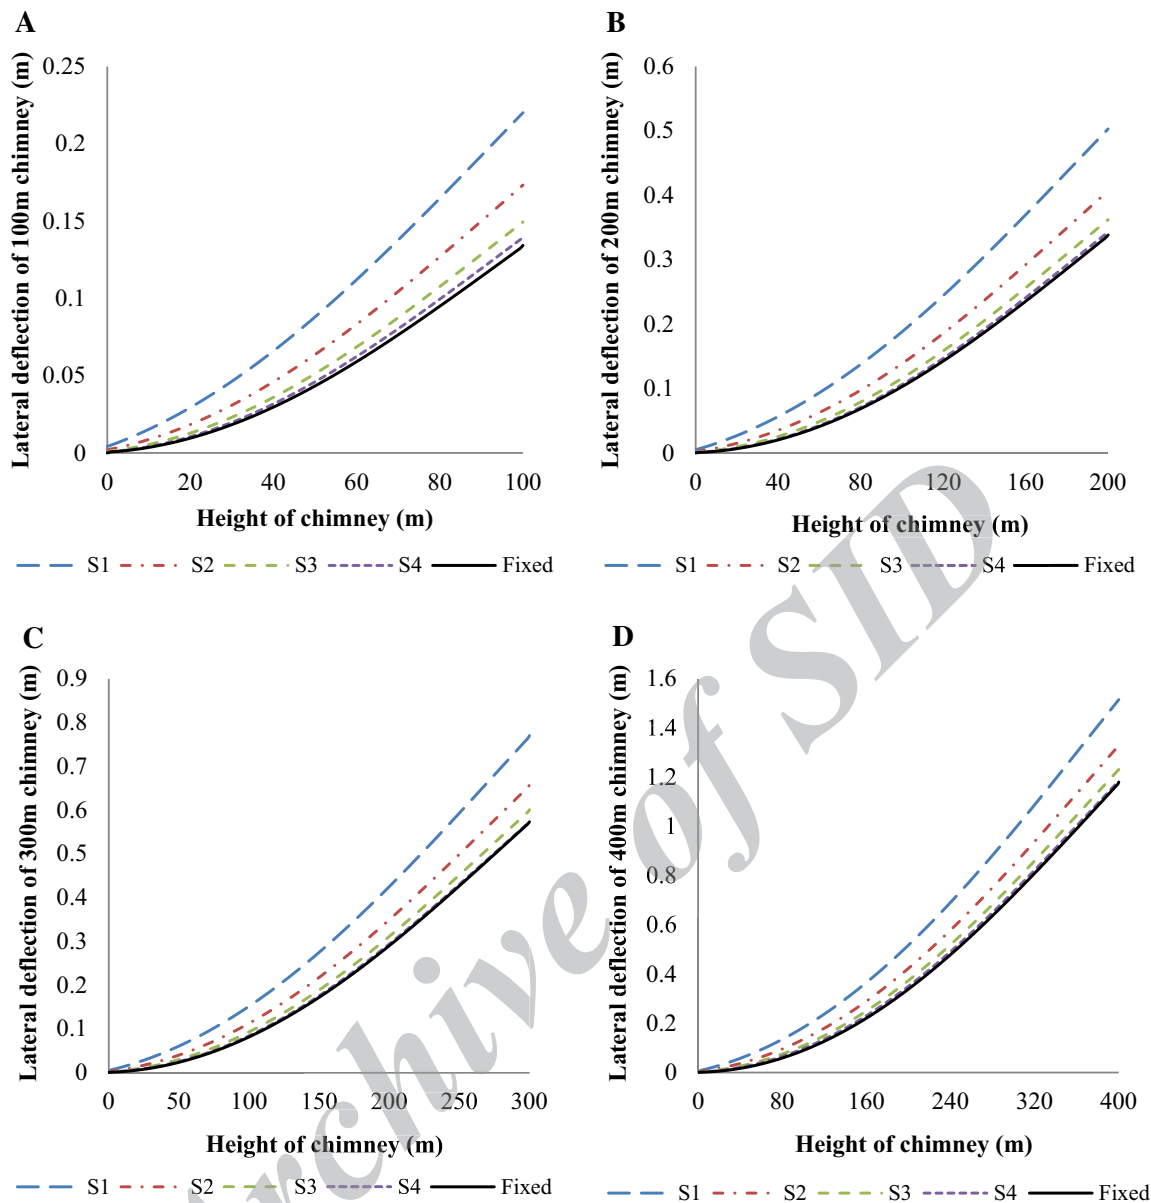 A
Lateral deflection of 100m chimney (m)
0.25
0.2
0.15
0.1
0.05
0
0 20 40 60 80 100
Height of chimney (m)
S1 S2 S3 S4 Fixed
B
Lateral deflection of 200m chimney (m)
0.6
0.5
0.4
0.3
0.2
0.1
0
0 40 80 120 160 200
Height of chimney (m)
S1 S2 S3 S4 Fixed
C
Lateral deflection of 300m chimney (m)
0.9
0.8
0.7
0.6
0.5
0.4
0.3
0.2
0.1
0
0 50 100 150 200 250 300
Height of chimney (m)
S1 S2 S3 S4 Fixed
D
Lateral deflection of 400m chimney (m)
1.6
1.4
1.2
1
0.8
0.6
0.4
0.2
0
0 80 160 240 320 400
Height of chimney (m)
S1 S2 S3 S4 Fixed
Archive of SID